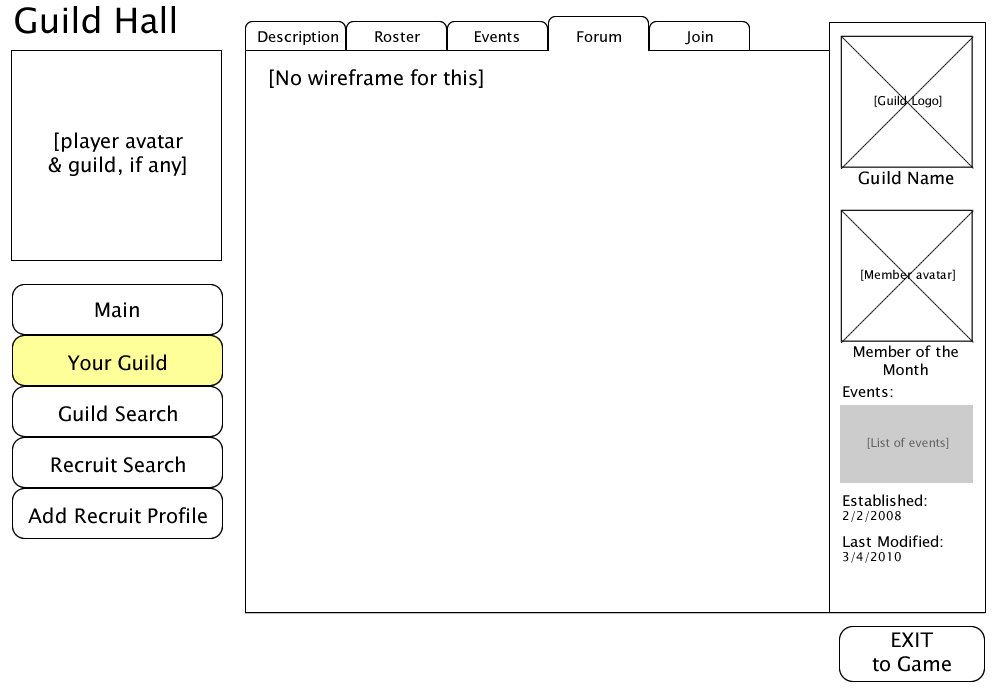 Guild Hall
[player avatar
& guild, if any]
Main
Your Guild
Guild Search
Recruit Search
Add Recruit Profile
Description
Roster
Events
Forum
Join
[No wireframe for this]
[Guild Logo]
Guild Name
[Member avatar]
Member of the
Month
Events:
[List of events]
Established:
2/2/2008
Last Modified:
3/4/2010
EXIT
to Game